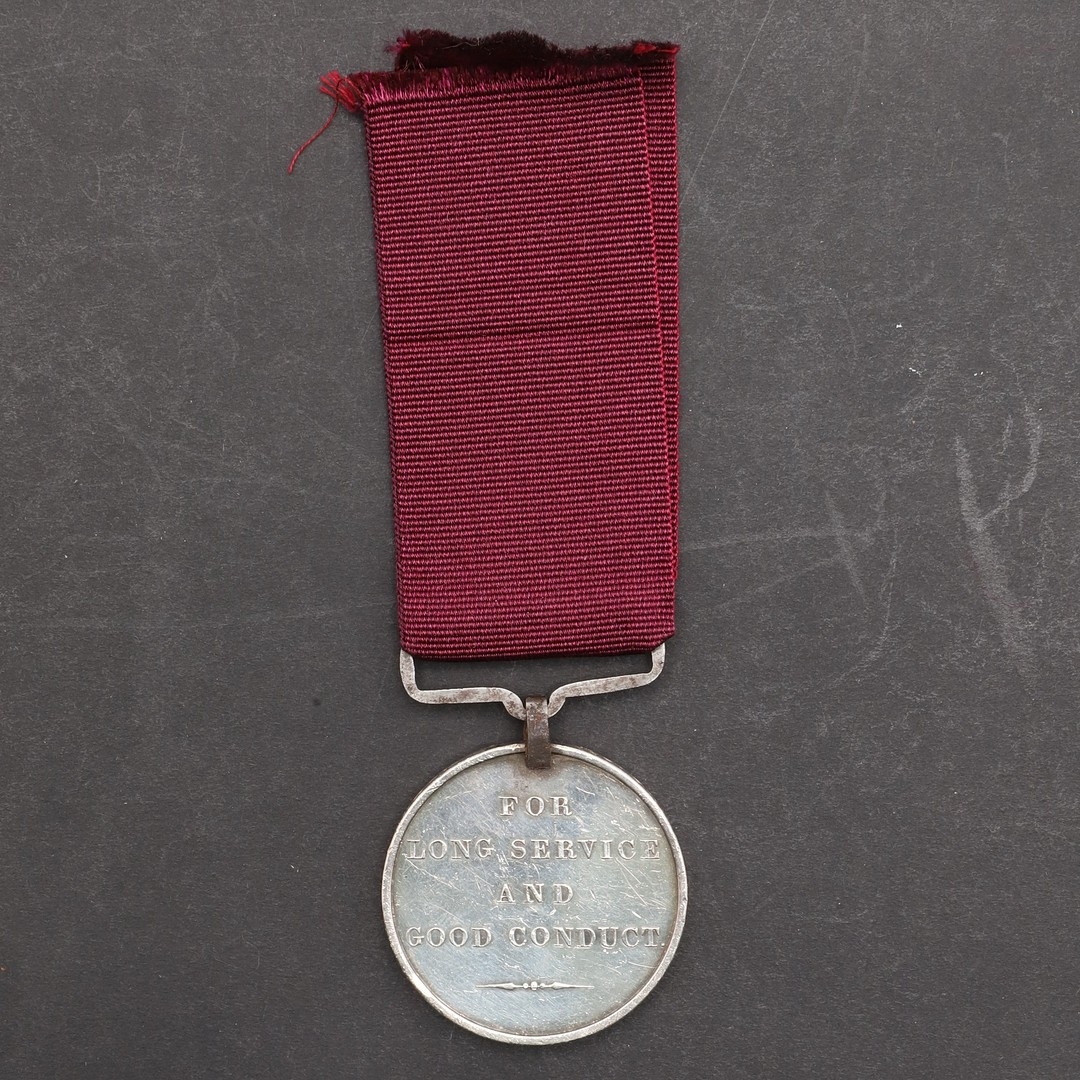 FOR
LONG SERVICE
AND
GOOD CONDUCT.